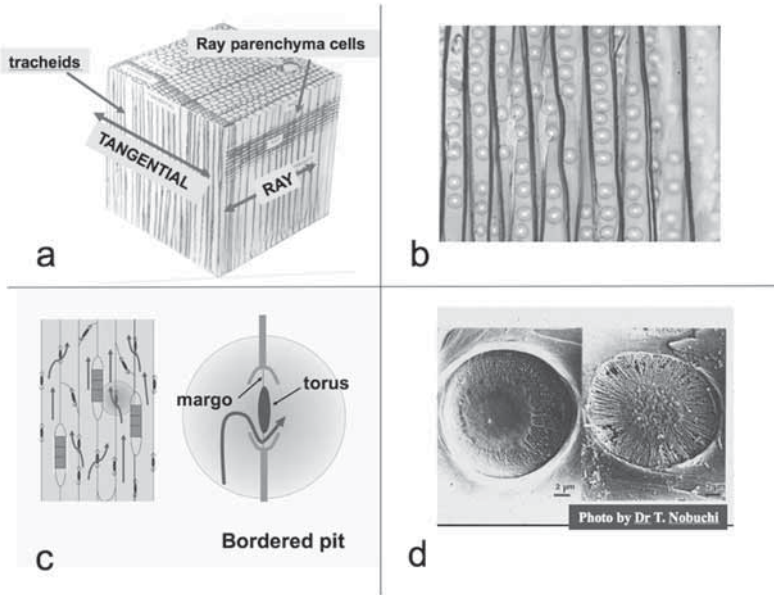 Ray parenchyma cells
tracheids
TANGENTIAL
RAY
a
b
margo
torus
Bordered pit
c
2 µm
Photo by Dr T. Nobuchi
d